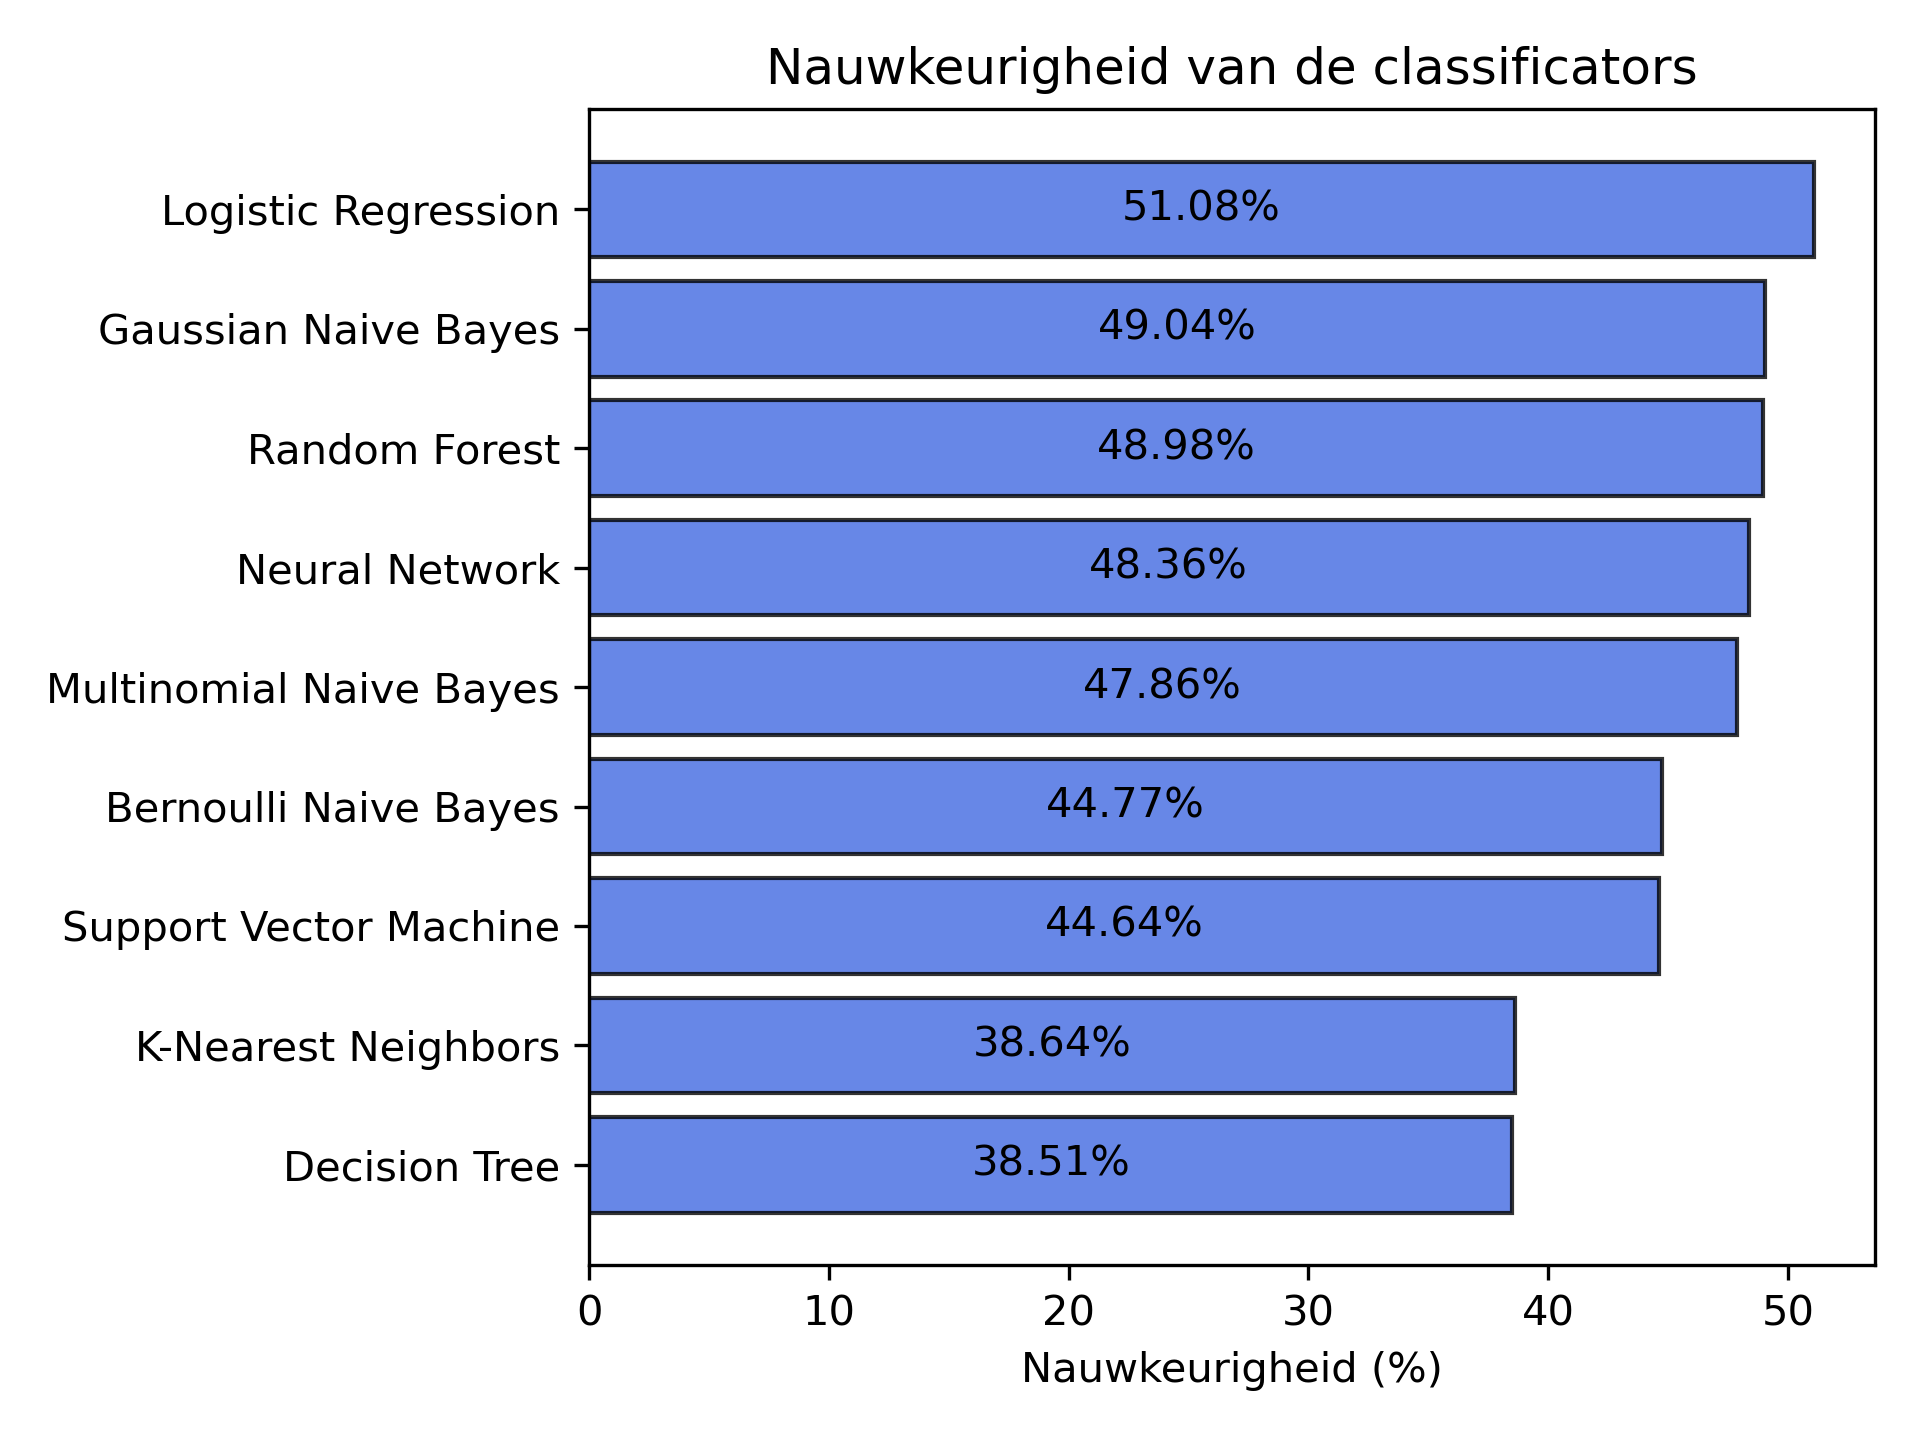 Nauwkeurigheid van de classificators
Logistic Regression 51.08%
Gaussian Naive Bayes 49.04%
Random Forest 48.98%
Neural Network 48.36%
Multinomial Naive Bayes 47.86%
Bernoulli Naive Bayes 44.77%
Support Vector Machine 44.64%
K-Nearest Neighbors 38.64%
Decision Tree 38.51%
0 10 20 30 40 50
Nauwkeurigheid (%)